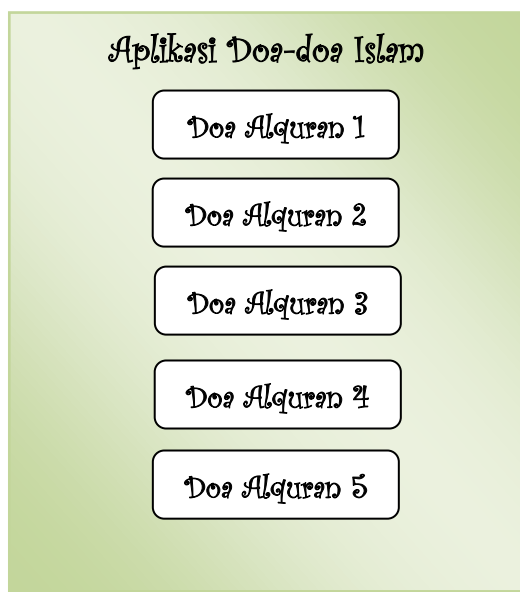 Aplikasi Doa-doa Islam
Doa Alquran 1
Doa Alquran 2
Doa Alquran 3
Doa Alquran 4
Doa Alquran 5